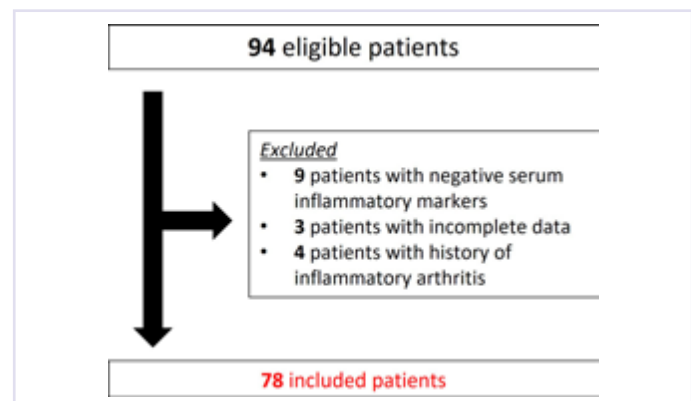 94 eligible patients
Excluded
• 9 patients with negative serum
inflammatory markers
• 3 patients with incomplete data
• 4 patients with history of
inflammatory arthritis
78 included patients